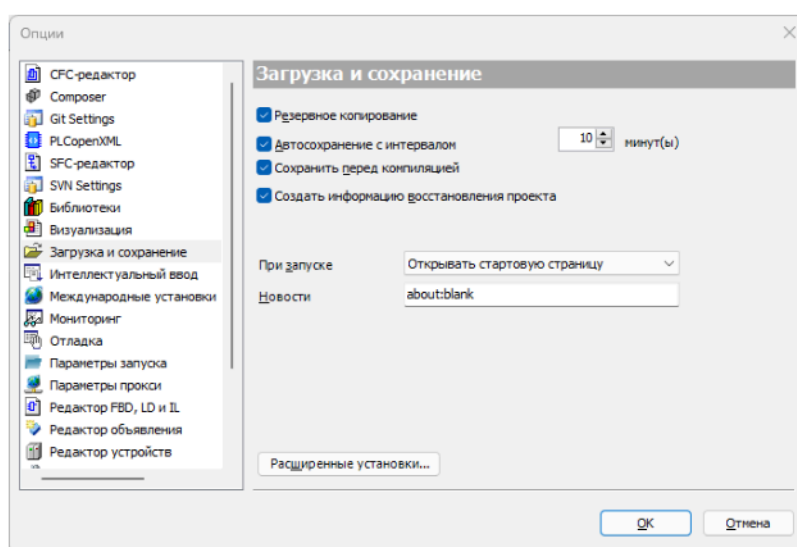 Опции
CFC-редактор
Composer
Git Settings
PLCopenXML
SFC-редактор
SVN Settings
Библиотеки
Визуализация
Загрузка и сохранение
Интеллектуальный ввод
Международные установки
Мониторинг
Отладка
Параметры запуска
Параметры прокси
Редактор FBD, LD и IL
Редактор объявления
Редактор устройств
Загрузка и сохранение
Резервное копирование
Автосохранение с интервалом 10 минут(ы)
Сохранить перед компиляцией
Создать информацию восстановления проекта
При запуске Открывать стартовую страницу
Новости about:blank
Расширенные установки...
OK Отмена